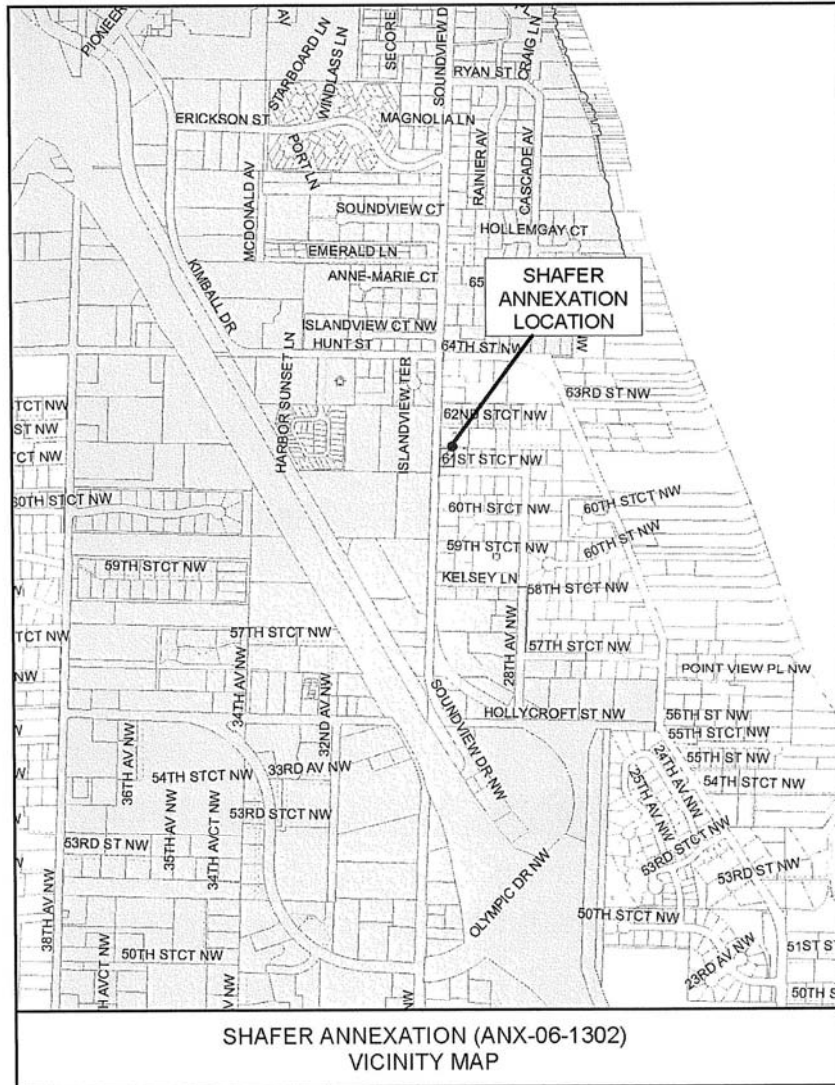 PIONEER
AV
STARBOARD LN
WINDLASS LN
SECORE
SOUNDVIEW D
CRAIG LN
RYAN ST
ERICKSON ST
MAGNOLIA LN
PORT LN
MCDONALD AV
RAINIER AV
CASCADE AV
SOUNDVIEW CT
HOLLEMGAY CT
EMERALD LN
ANNE-MARIE CT
65
KIMBALL DR
SHAFER
ANNEXATION
LOCATION
ISLANDVIEW CT NW
HUNT ST
64TH ST NW
NW
HARBOR SUNSET LN
ISLANDVIEW TER
63RD ST NW
62ND STCT NW
TCT NW
ST NW
TCT NW
61ST STCT NW
60TH STCT NW
60TH STCT NW
60TH STCT NW
60TH ST NW
59TH STCT NW
59TH STCT NW
KELSEY LN
58TH STCT NW
W
TCT NW
57TH STCT NW
57TH STCT NW
28TH AV NW
34TH AV NW
32ND AV NW
POINT VIEW PL NW
NW
SOUNDVIEW DR NW
HOLLYCROFT ST NW
56TH ST NW
55TH STCT NW
55TH ST NW
54TH STCT NW
36TH AV NW
54TH STCT NW
33RD AV NW
24TH AV NW
25TH AV NW
53RD STCT NW
53RD STCT NW
53RD ST NW
53RD ST NW
35TH AV NW
34TH AVCT NW
38TH AV NW
OLYMPIC DR NW
50TH STCT NW
50TH STCT NW
23RD AV NW
51ST S
50TH S
H AVCT NW
V NW
NW
SHAFER ANNEXATION (ANX-06-1302)
VICINITY MAP